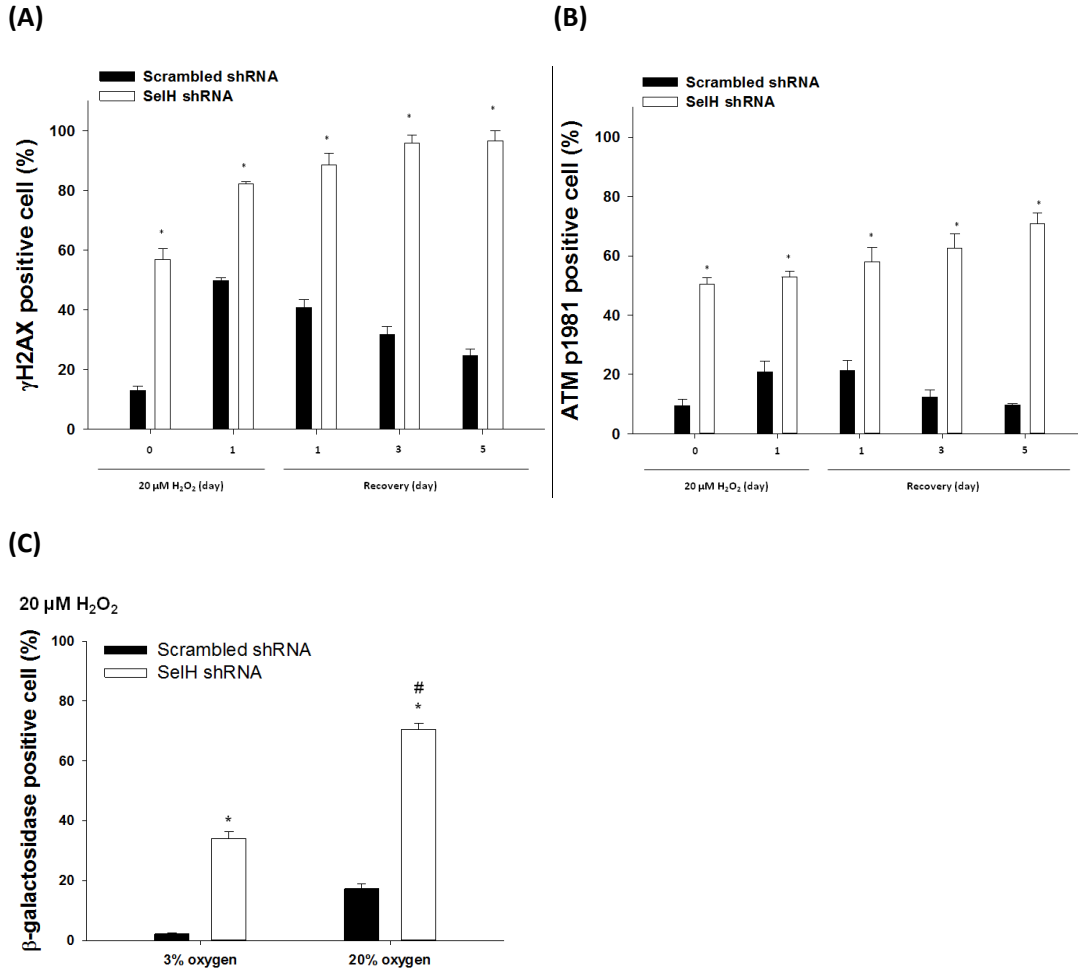 (A)
Scrambled shRNA
SelH shRNA
γH2AX positive cell (%)
100
80
60
40
20
0
* * * * *
0 1 1 3 5
20 μM H₂O₂ (day) Recovery (day)
(B)
Scrambled shRNA
SelH shRNA
ATM p1981 positive cell (%)
100
80
60
40
20
0
* * * * *
0 1 1 3 5
20 μM H₂O₂ (day) Recovery (day)
(C)
20 μM H₂O₂
Scrambled shRNA
SelH shRNA
β-galactosidase positive cell (%)
100
80
60
40
20
0
#
* *
3% oxygen 20% oxygen